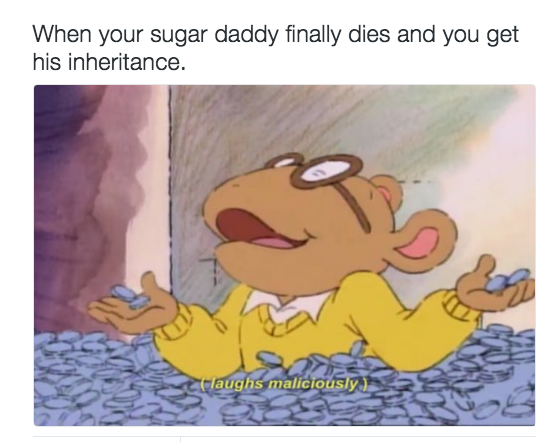 When your sugar daddy finally dies and you get
his inheritance.
(laughs maliciously)